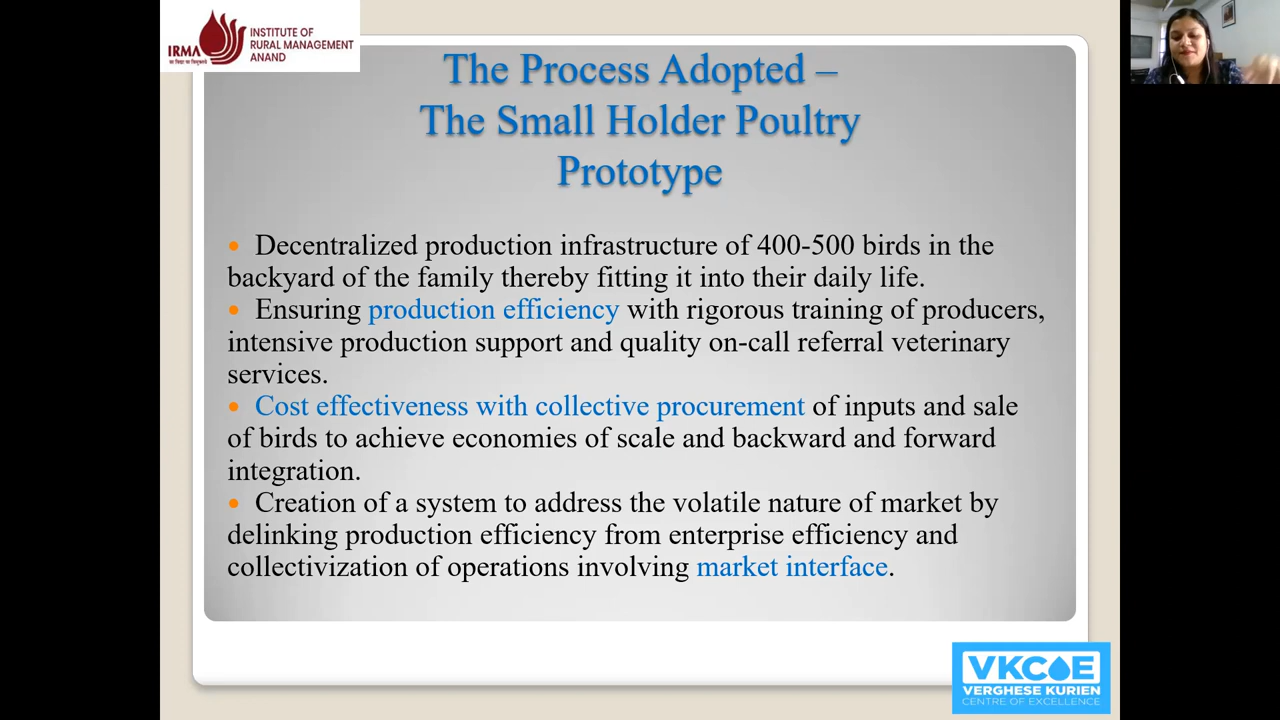 IRMA
INSTITUTE OF
RURAL MANAGEMENT
ANAND
The Process Adopted –
The Small Holder Poultry
Prototype
Decentralized production infrastructure of 400-500 birds in the
backyard of the family thereby fitting it into their daily life.
Ensuring production efficiency with rigorous training of producers,
intensive production support and quality on-call referral veterinary
services.
Cost effectiveness with collective procurement of inputs and sale
of birds to achieve economies of scale and backward and forward
integration.
Creation of a system to address the volatile nature of market by
delinking production efficiency from enterprise efficiency and
collectivization of operations involving market interface.
VKCOE
VERGHESE KURIEN
CENTRE OF EXCELLENCE